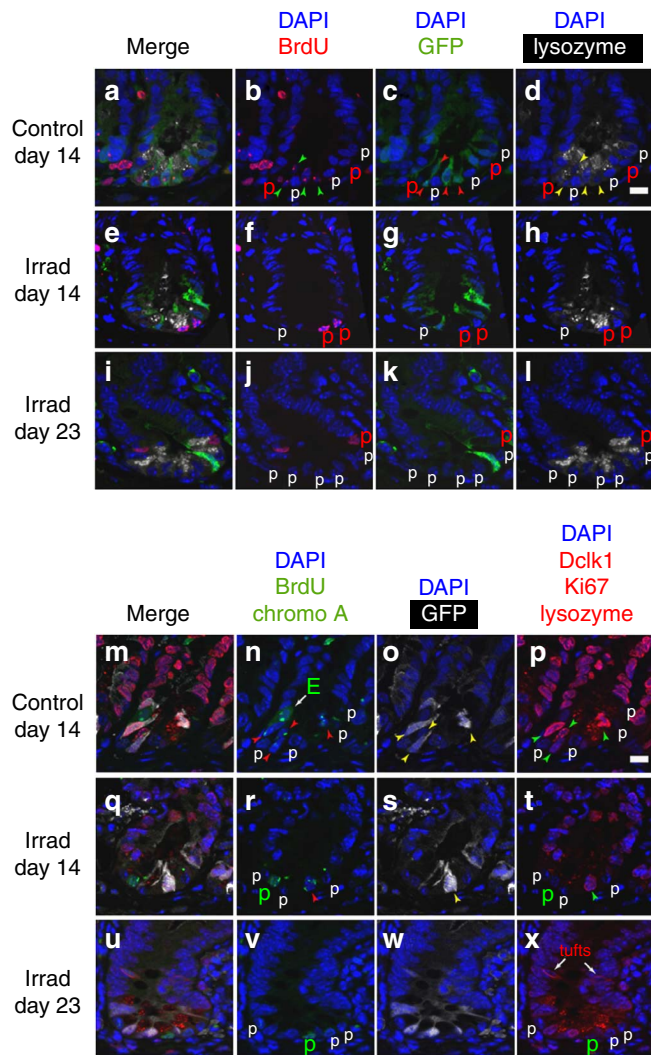 DAPI DAPI DAPI
Merge BrdU GFP lysozyme
Control day 14
a b c d
p p p p p p p p p
Irrad day 14
e f g h
p p p p p p p
Irrad day 23
i j k l
p p p
p p p
p p p p p p
DAPI
DAPI Dclk1
BrdU DAPI Ki67
Merge chromo A GFP lysozyme
Control day 14
m n o p
E
p p
p p
p p
p p
Irrad day 14
q r s t
p p p p
p p p p
Irrad day 23
u v w x
tufts
p p p p
p p p p